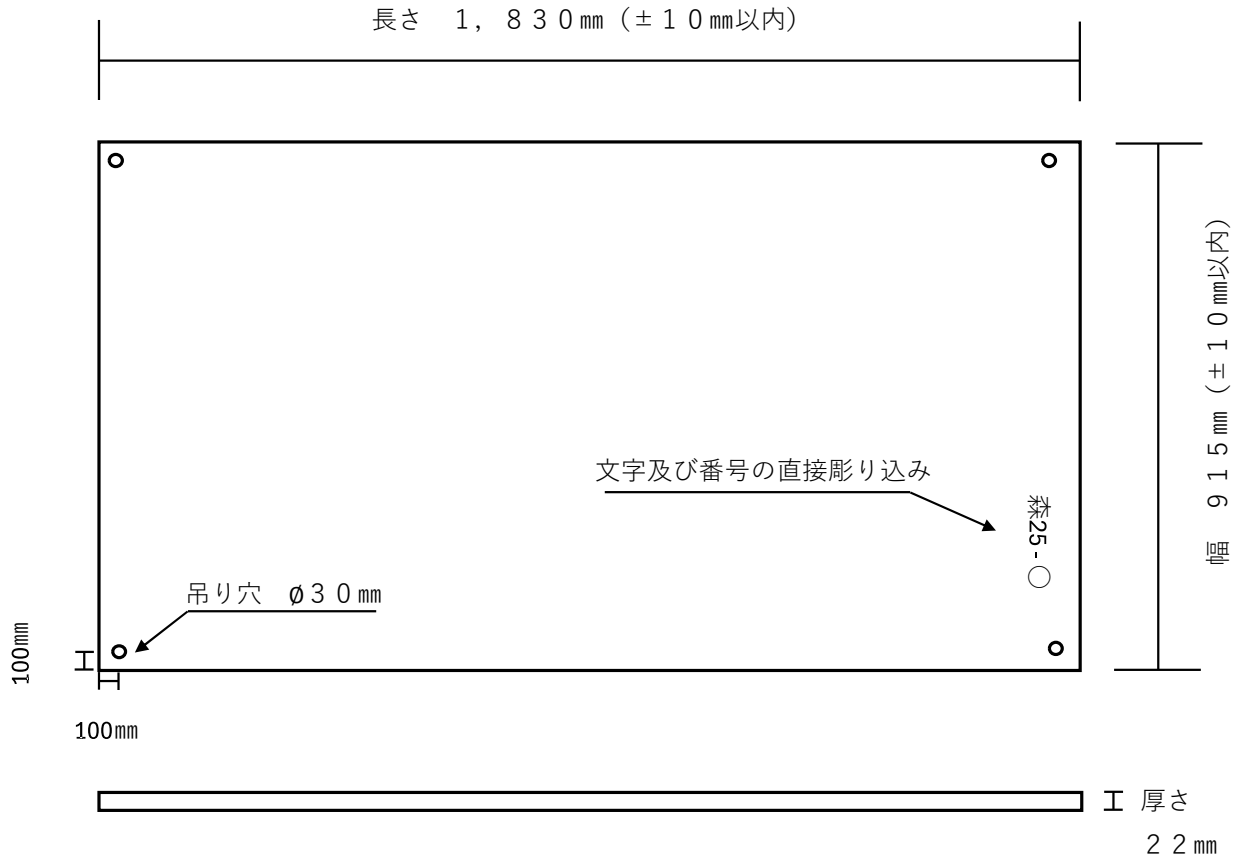 長さ　１，８３０㎜（±１０㎜以内）
幅　９１５㎜（±１０㎜以内）
文字及び番号の直接彫り込み
森25-○
吊り穴　Ø３０㎜
100㎜
100㎜
厚さ
２２㎜